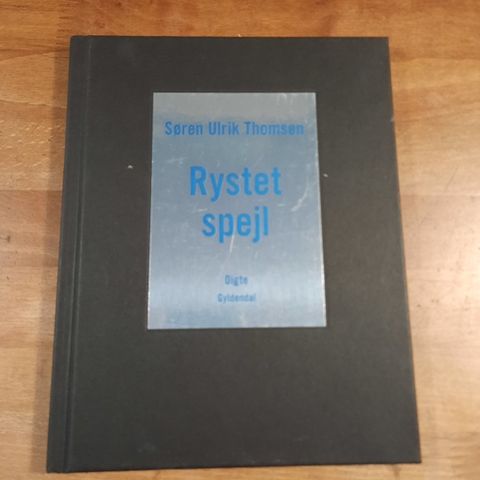 Søren Ulrik Thomsen
Rystet
spejl
Digte
Gyldendal